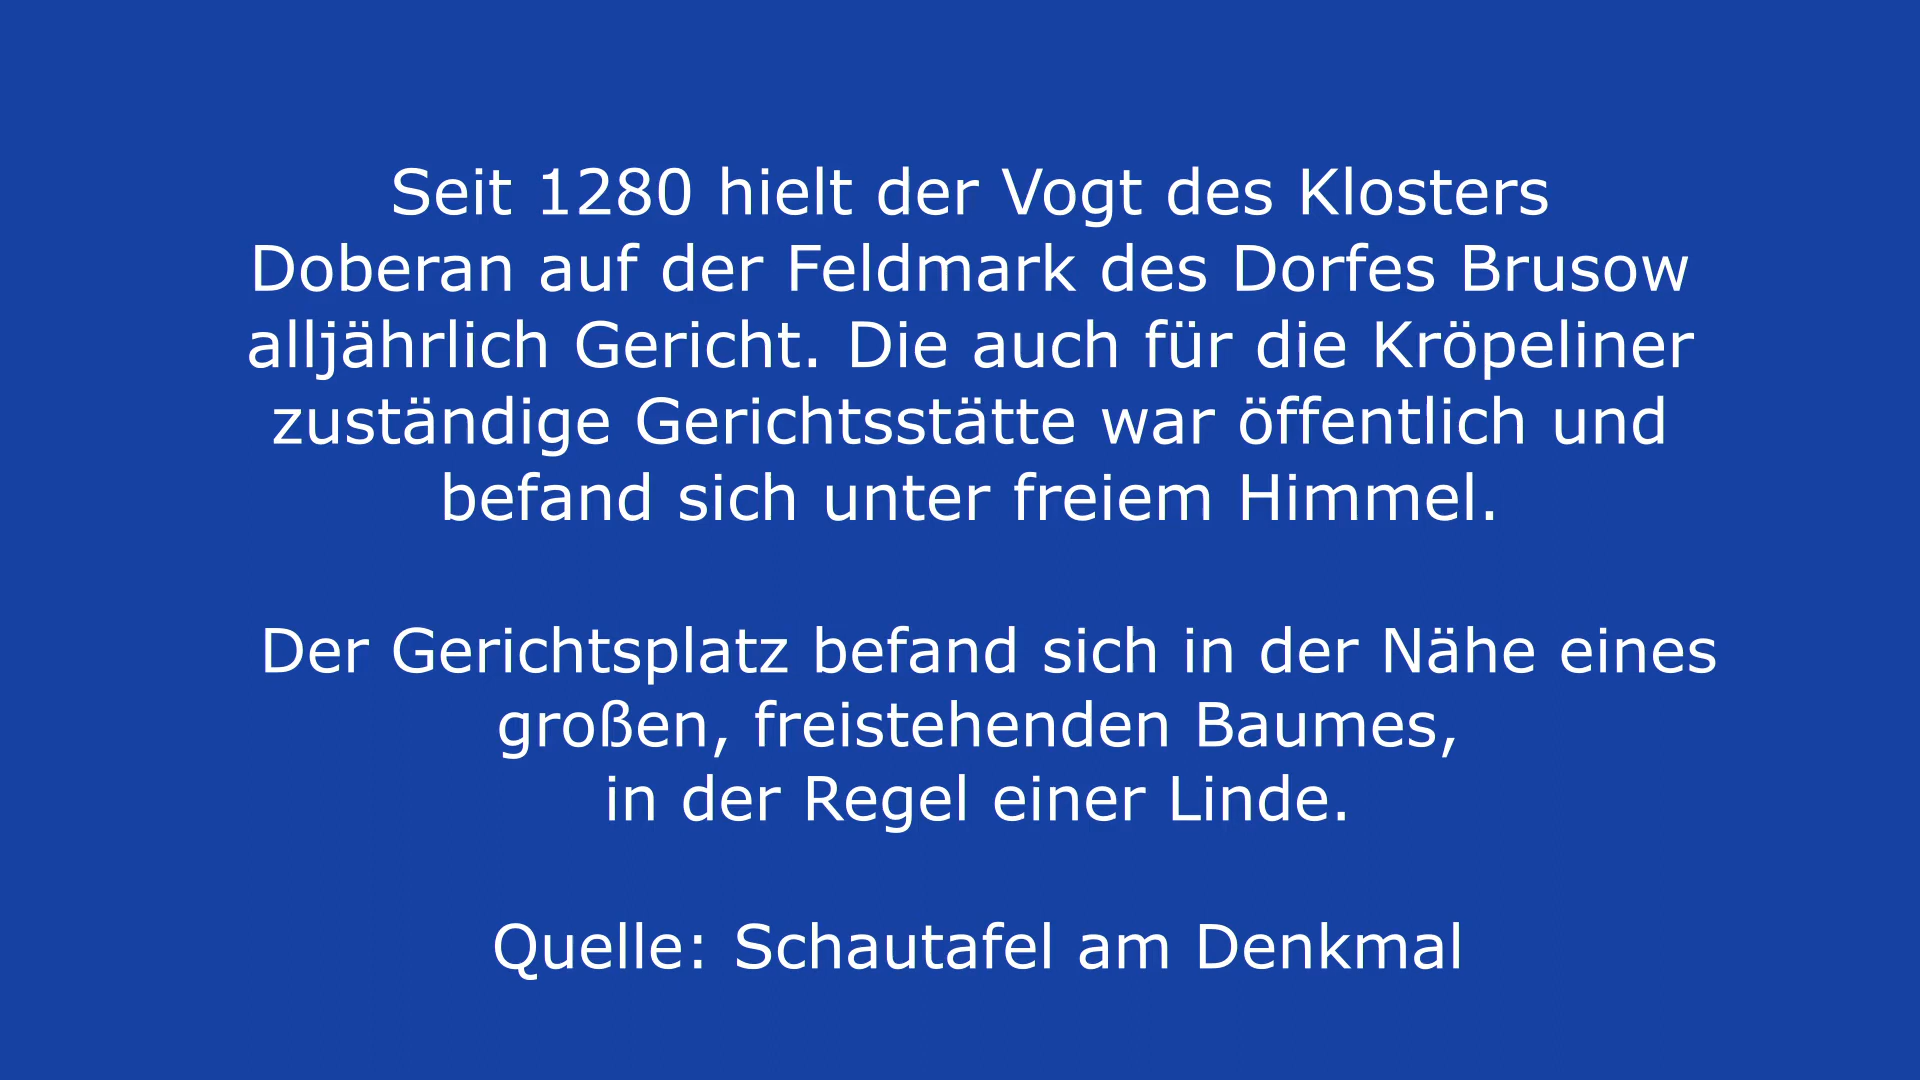 Seit 1280 hielt der Vogt des Klosters
Doberan auf der Feldmark des Dorfes Brusow
alljährlich Gericht. Die auch für die Kröpeliner
zuständige Gerichtsstätte war öffentlich und
befand sich unter freiem Himmel.
Der Gerichtsplatz befand sich in der Nähe eines
großen, freistehenden Baumes,
in der Regel einer Linde.
Quelle: Schautafel am Denkmal